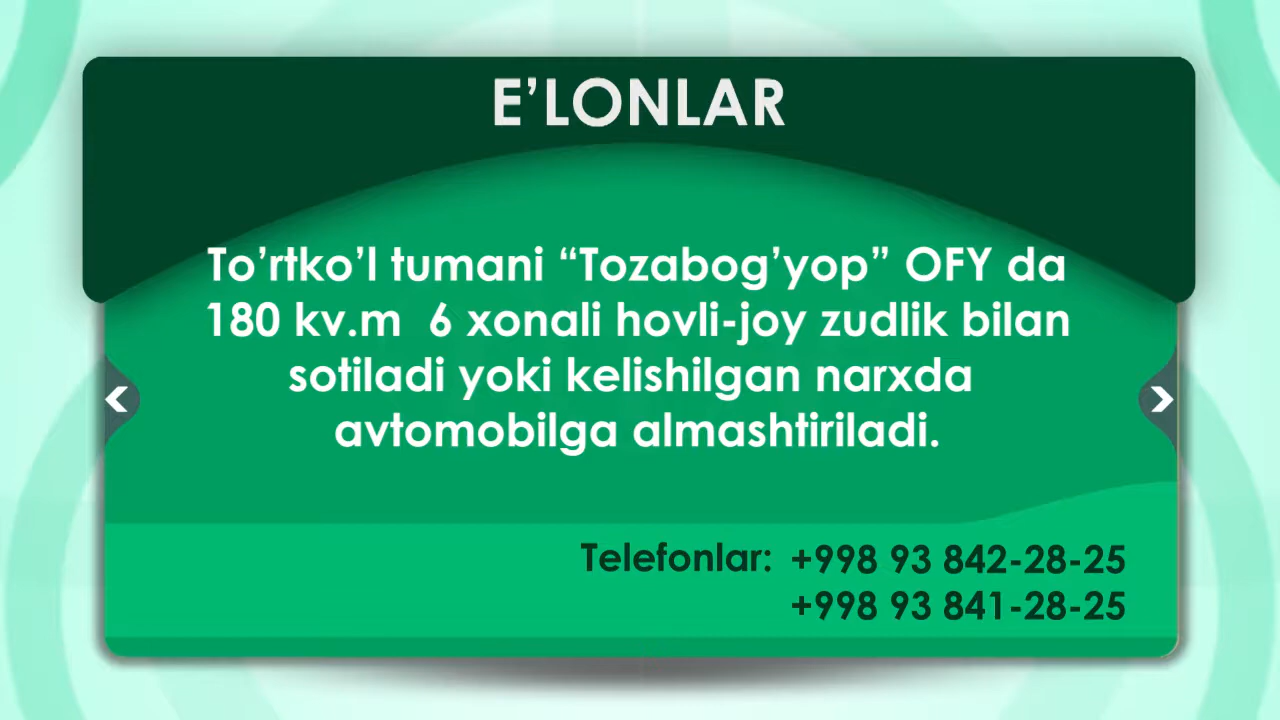 E’LONLAR
To’rtko’l tumani “Tozabog’yop” OFY da
180 kv.m 6 xonali hovli-joy zudlik bilan
sotiladi yoki kelishilgan narxda
avtomobilga almashtiriladi.
Telefonlar: +998 93 842-28-25
+998 93 841-28-25